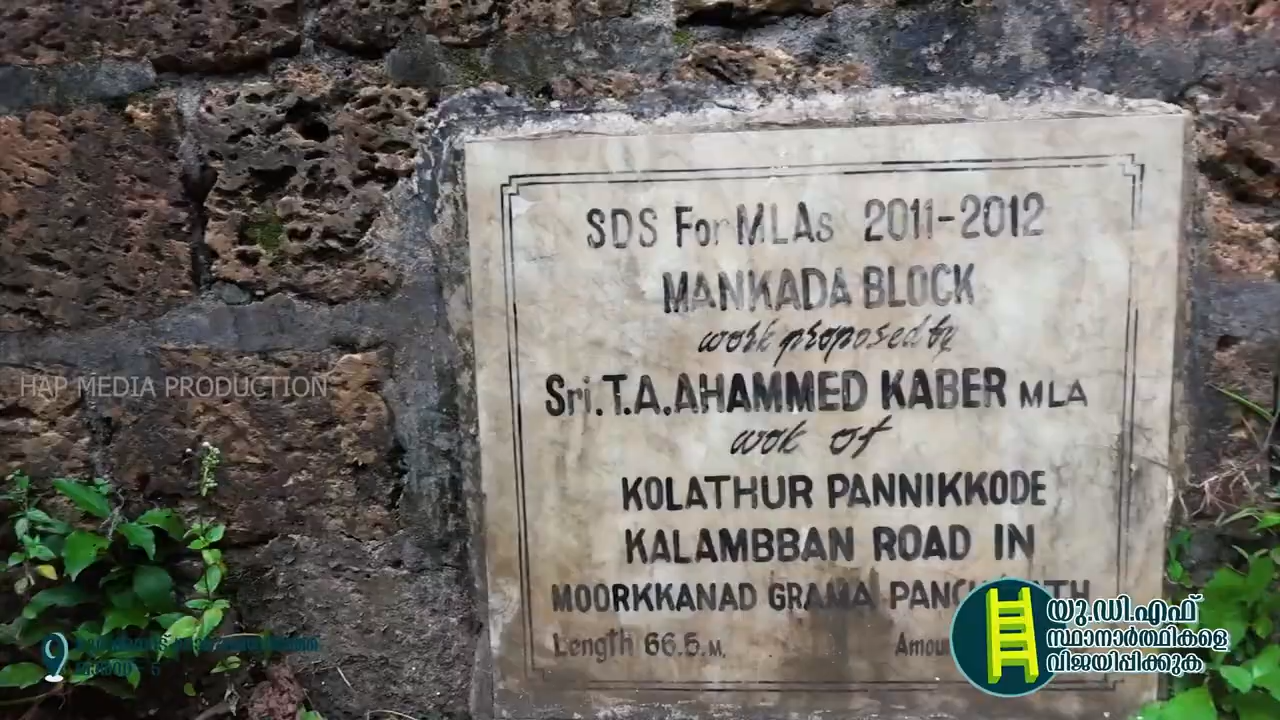 SDS For MLAs 2011-2012
MANKADA BLOCK
work proposed by
Sri.T.A.AHAMMED KABER MLA
wok of
KOLATHUR PANNIKKODE
KALAMBBAN ROAD IN
MOORKKANAD GRAMA
Length 66.5 M.
HAP MEDIA PRODUCTION
യു.ഡി.എഫ്
സ്ഥാനാർത്ഥികളെ
വിജയിപ്പിക്കുക